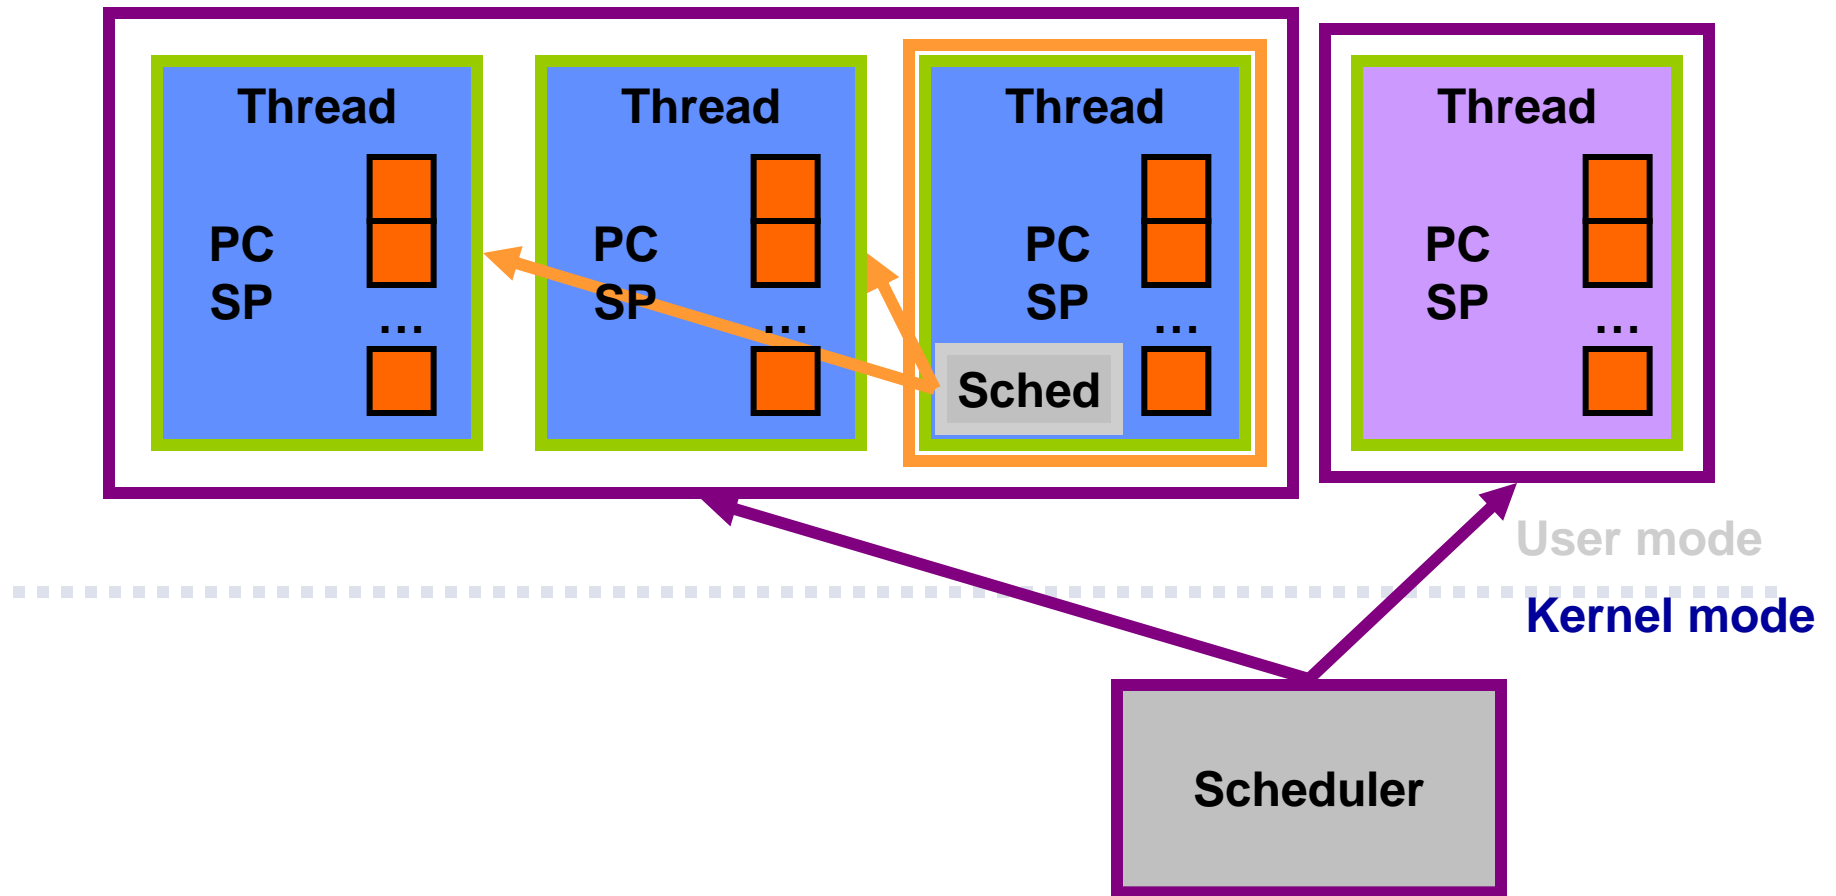 Thread
PC
SP
…
Thread
PC
SP
…
Thread
PC
SP
…
Sched
Thread
PC
SP
…
User mode
Kernel mode
Scheduler